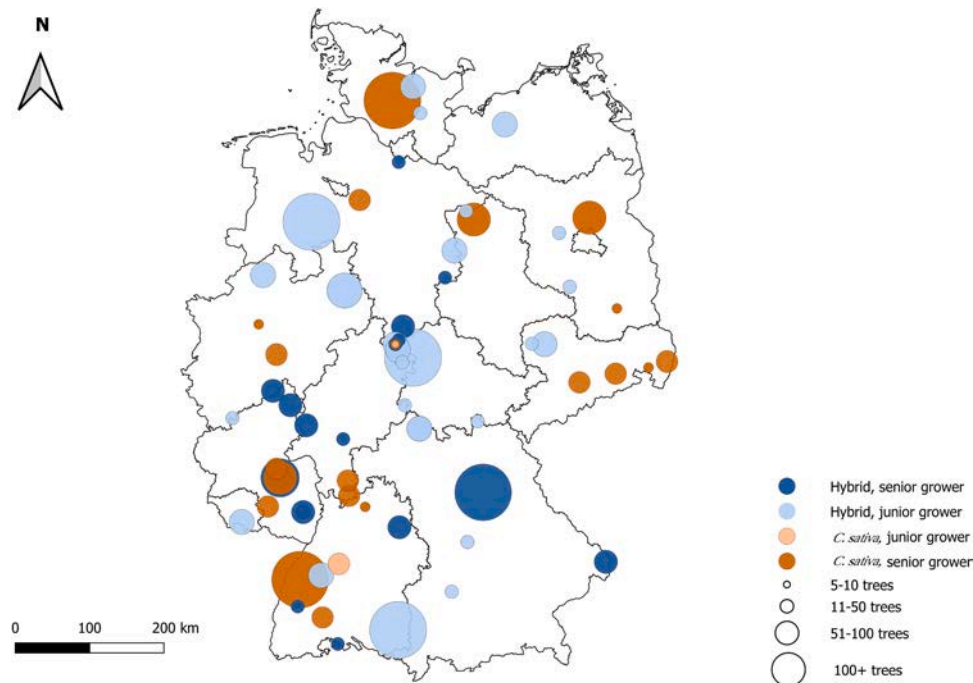 N
Hybrid, senior grower
Hybrid, junior grower
C. sativa, junior grower
C. sativa, senior grower
5-10 trees
11-50 trees
51-100 trees
100+ trees
0 100 200 km